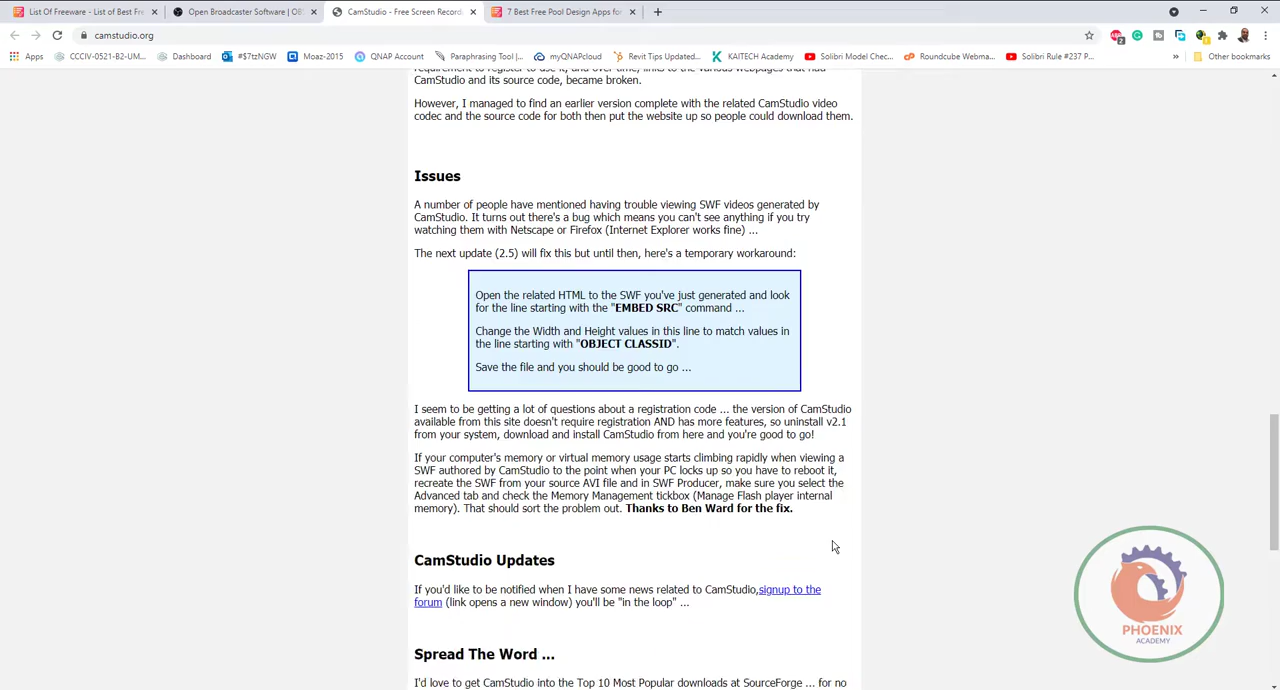 List Of Freeware - List of Best Fre
Open Broadcaster Software | OB
CamStudio - Free Screen Record
7 Best Free Pool Design Apps for
camstudio.org
Apps
CCCIV-0521-B2-UM...
Dashboard
#$7tzNGW
Moaz-2015
QNAP Account
Paraphrasing Tool |...
myQNAPcloud
Revit Tips Updated...
KAITECH Academy
Solibri Model Chec...
Roundcube Webma...
Solibri Rule #237 P...
»
Other bookmarks
requirement to register to use it, and over time, links to the various webpages that had
CamStudio and its source code, became broken.
However, I managed to find an earlier version complete with the related CamStudio video
codec and the source code for both then put the website up so people could download them.
Issues
A number of people have mentioned having trouble viewing SWF videos generated by
CamStudio. It turns out there's a bug which means you can't see anything if you try
watching them with Netscape or Firefox (Internet Explorer works fine) ...
The next update (2.5) will fix this but until then, here's a temporary workaround:
Open the related HTML to the SWF you've just generated and look
for the line starting with the "EMBED SRC" command ...
Change the Width and Height values in this line to match values in
the line starting with "OBJECT CLASSID".
Save the file and you should be good to go ...
I seem to be getting a lot of questions about a registration code ... the version of CamStudio
available from this site doesn't require registration AND has more features, so uninstall v2.1
from your system, download and install CamStudio from here and you're good to go!
If your computer's memory or virtual memory usage starts climbing rapidly when viewing a
SWF authored by CamStudio to the point when your PC locks up so you have to reboot it,
recreate the SWF from your source AVI file and in SWF Producer, make sure you select the
Advanced tab and check the Memory Management tickbox (Manage Flash player internal
memory). That should sort the problem out. Thanks to Ben Ward for the fix.
CamStudio Updates
If you'd like to be notified when I have some news related to CamStudio,signup to the
forum (link opens a new window) you'll be "in the loop" ...
Spread The Word ...
I'd love to get CamStudio into the Top 10 Most Popular downloads at SourceForge ... for no
PHOENIX
ACADEMY